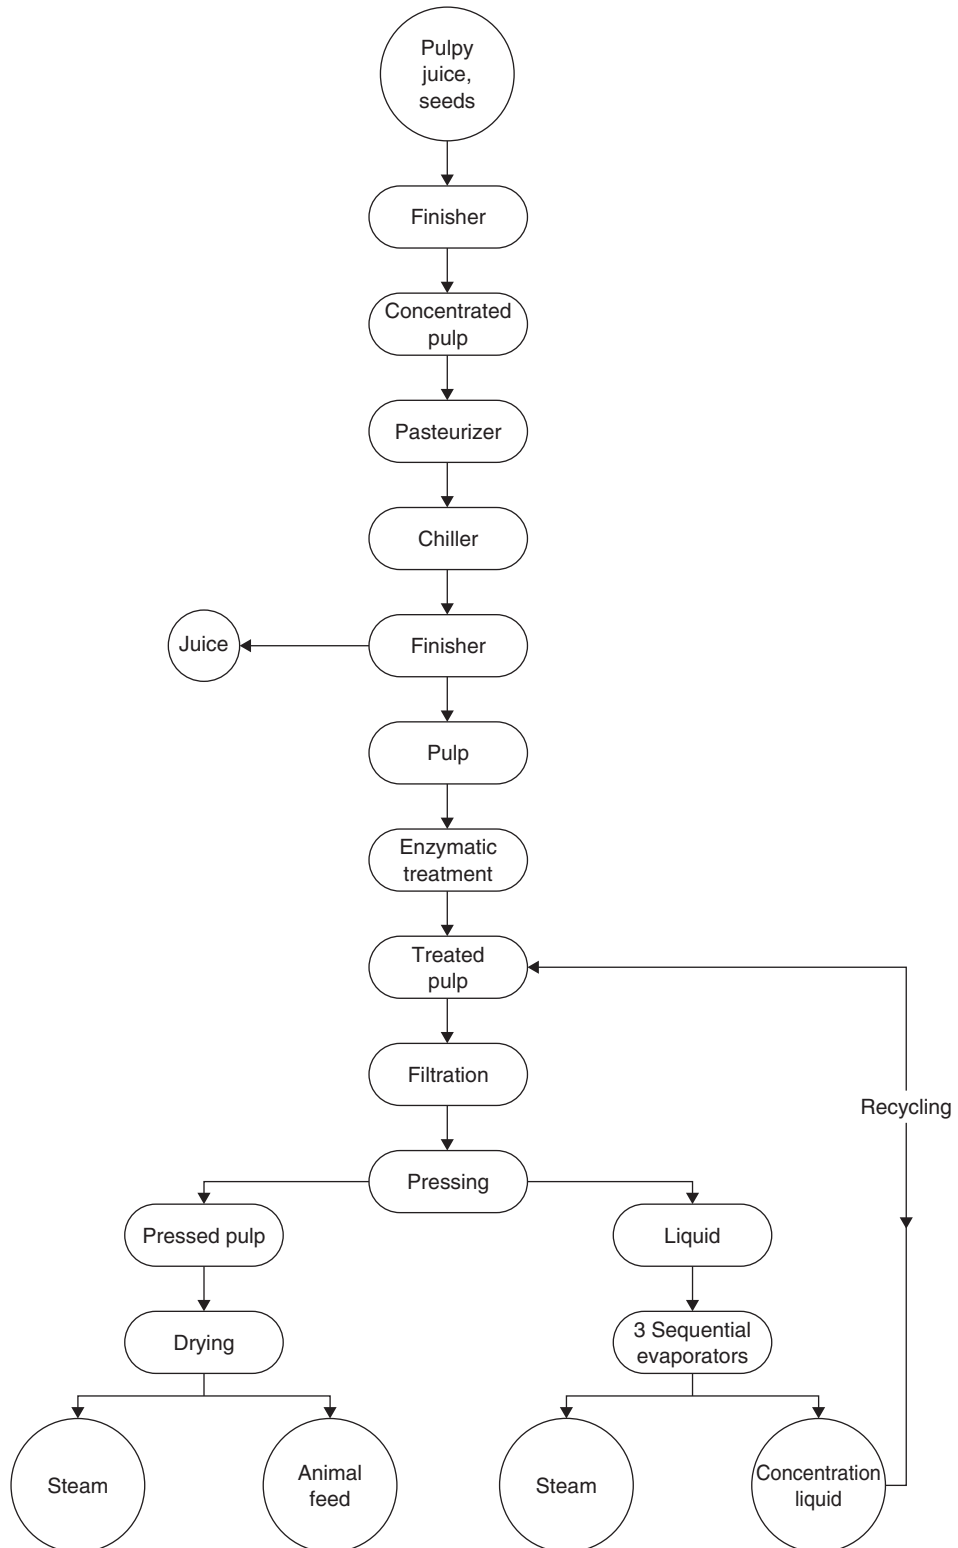 Pulpy
juice,
seeds
Finisher
Concentrated
pulp
Pasteurizer
Chiller
Juice
Finisher
Pulp
Enzymatic
treatment
Treated
pulp
Filtration
Recycling
Pressing
Pressed pulp
Liquid
Drying
3 Sequential
evaporators
Steam
Animal
feed
Steam
Concentration
liquid